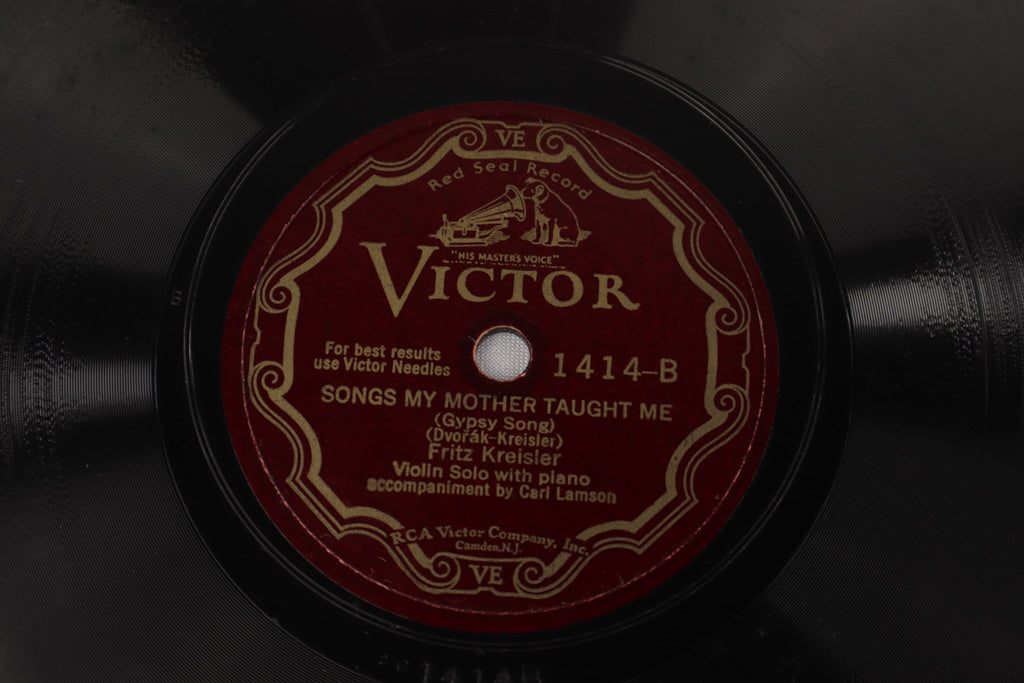 VE
Red Seal Record
"HIS MASTER'S VOICE"
VICTOR
For best results
use Victor Needles
1414-B
SONGS MY MOTHER TAUGHT ME
(Gypsy Song)
(Dvořák-Kreisler)
Fritz Kreisler
Violin Solo with piano
accompaniment by Carl Lamson
RCA Victor Company, Inc.
Camden, N.J.
VE
1414B